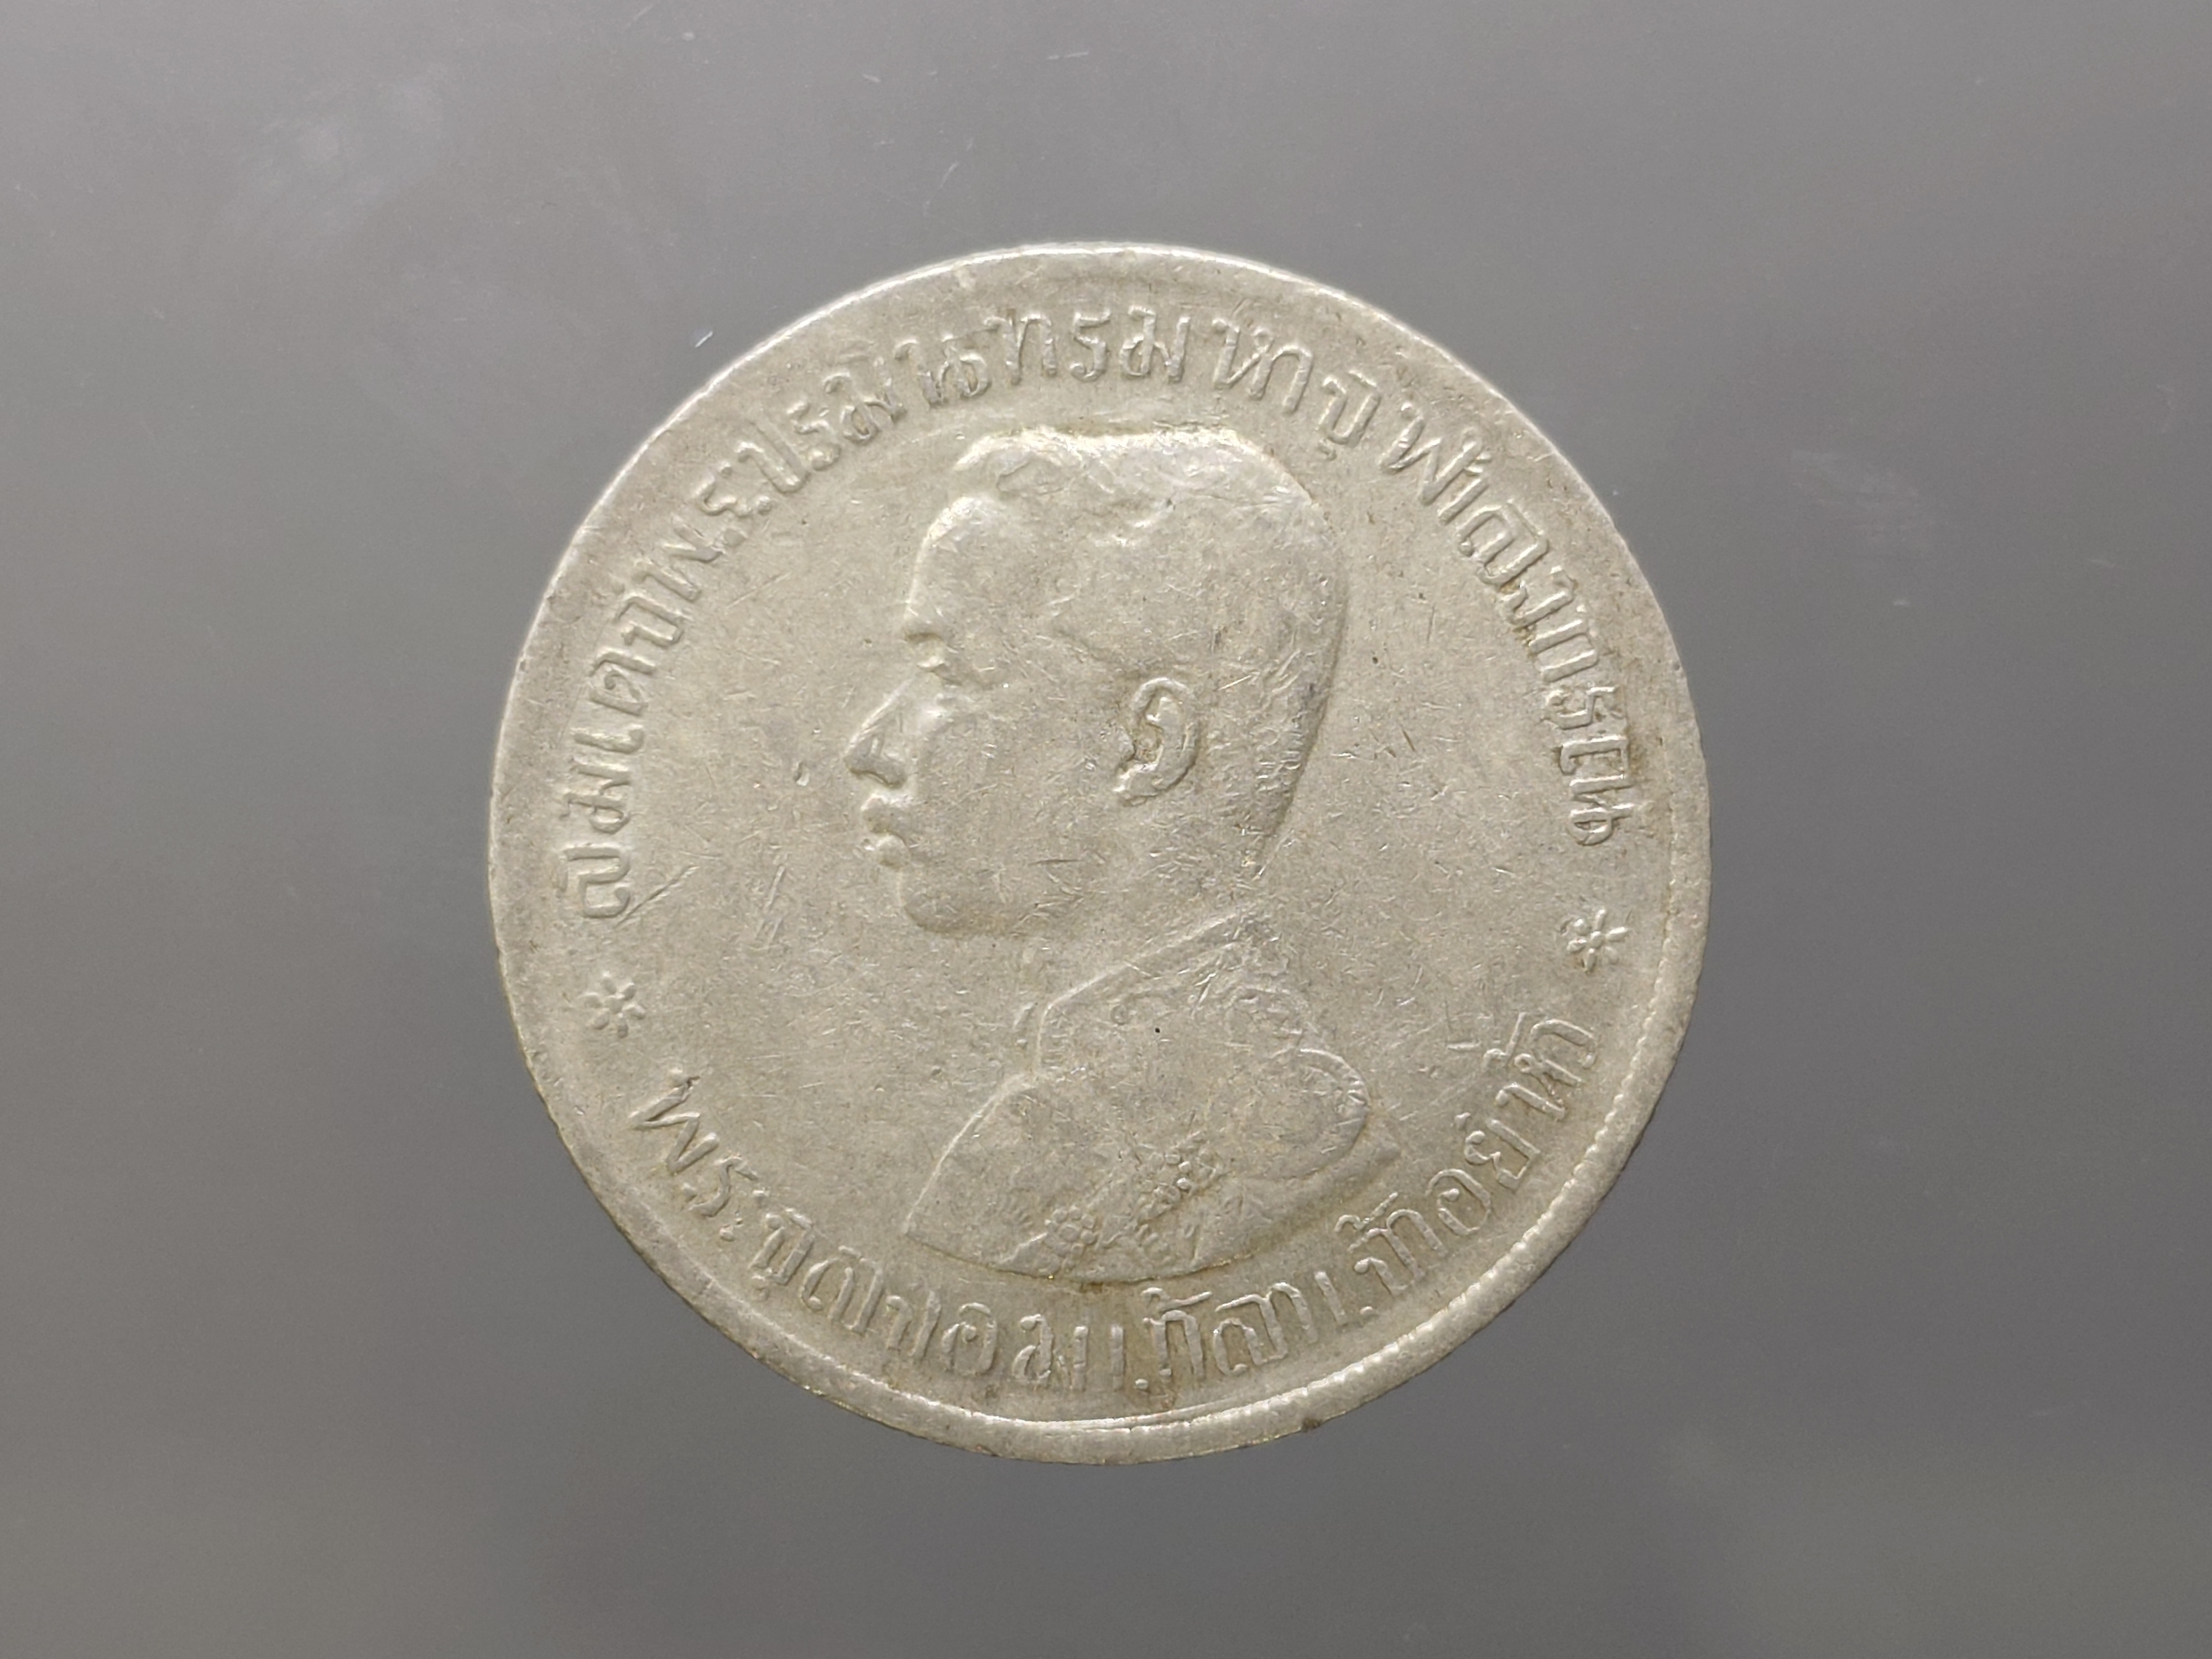 สมเด็จพระปรมินทรมหาจุฬาลงกรณ์
พระจุลจอมเกล้าเจ้าอยู่หัว